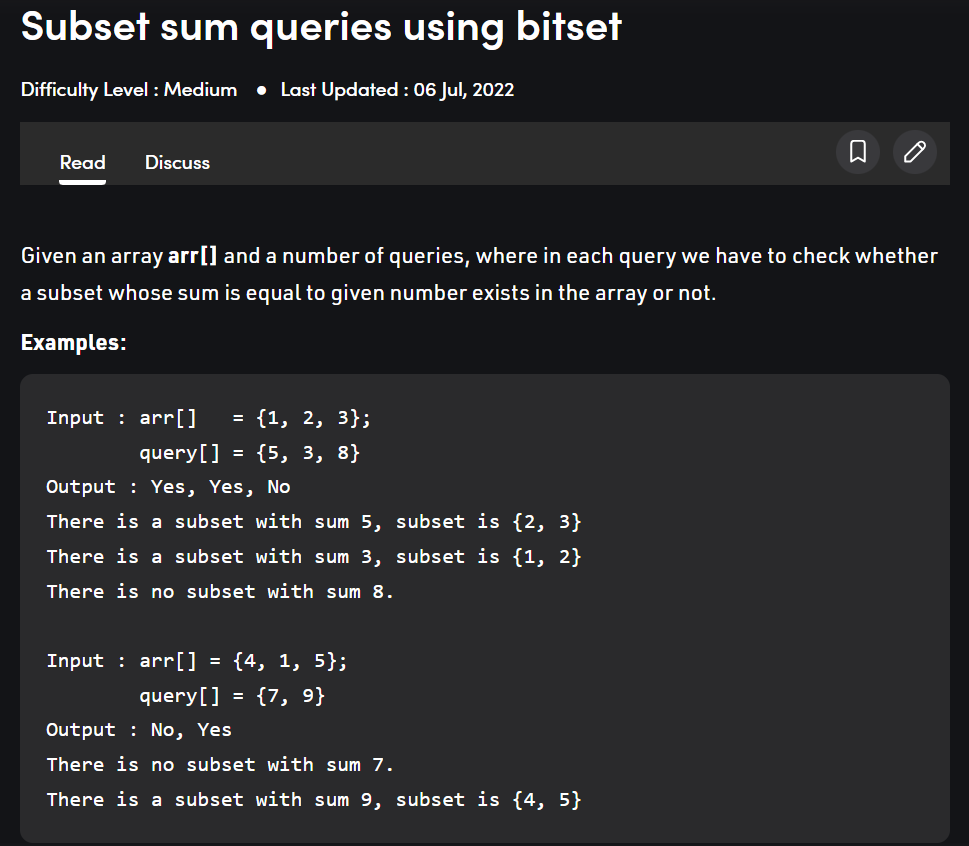 Subset sum queries using bitset
Difficulty Level : Medium ● Last Updated : 06 Jul, 2022
Read Discuss
Given an array arr[] and a number of queries, where in each query we have to check whether
a subset whose sum is equal to given number exists in the array or not.
Examples:
Input : arr[]   = {1, 2, 3};
        query[] = {5, 3, 8}
Output : Yes, Yes, No
There is a subset with sum 5, subset is {2, 3}
There is a subset with sum 3, subset is {1, 2}
There is no subset with sum 8.
Input : arr[] = {4, 1, 5};
        query[] = {7, 9}
Output : No, Yes
There is no subset with sum 7.
There is a subset with sum 9, subset is {4, 5}